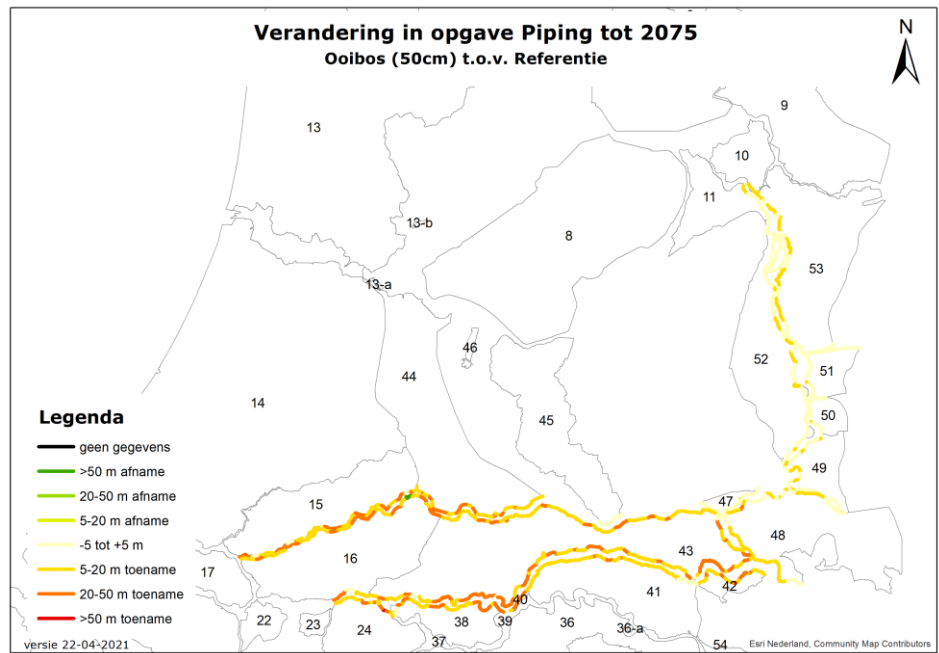 Verandering in opgave Piping tot 2075
Ooibos (50cm) t.o.v. Referentie
N
9
13
10
11
13-b
8
53
13-a
46
52
51
44
14
45
50
Legenda
geen gegevens
>50 m afname
20-50 m afname
5-20 m afname
-5 tot +5 m
5-20 m toename
20-50 m toename
>50 m toename
49
47
15
48
43
16
17
42
41
40
22
23
24
38
39
36
36-a
37
54
versie 22-04-2021
Esri Nederland, Community Map Contributors